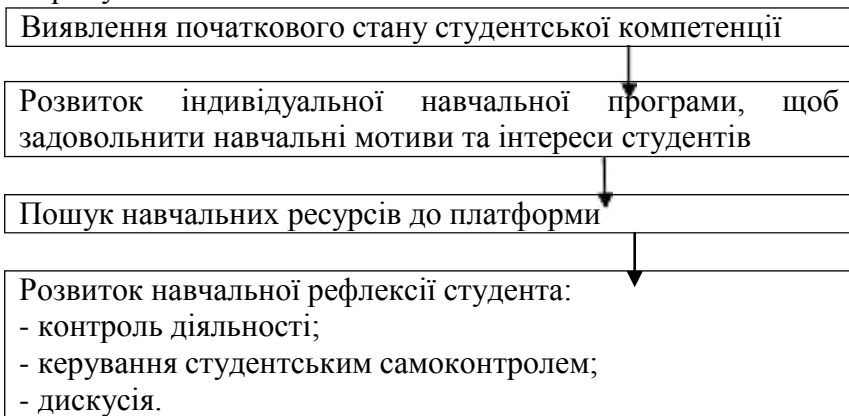 Виявлення початкового стану студентської компетенції
Розвиток індивідуальної навчальної програми, щоб
задовольнити навчальні мотиви та інтереси студентів
Пошук навчальних ресурсів до платформи
Розвиток навчальної рефлексії студента:
- контроль діяльності;
- керування студентським самоконтролем;
- дискусія.